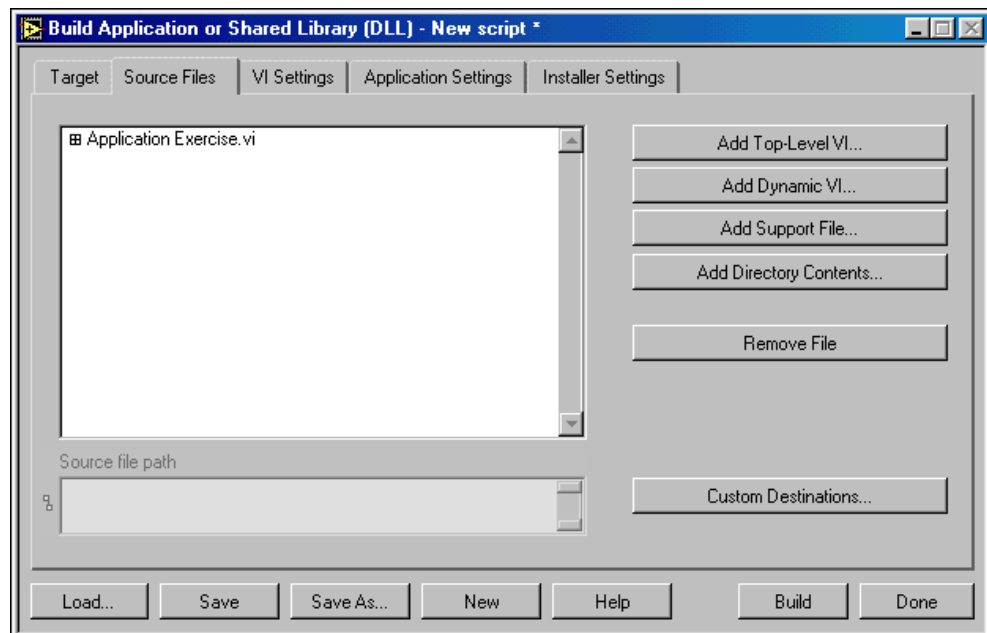 Build Application or Shared Library (DLL) - New script *
Target Source Files VI Settings Application Settings Installer Settings
Application Exercise.vi
Add Top-Level VI...
Add Dynamic VI...
Add Support File...
Add Directory Contents...
Remove File
Source file path
Custom Destinations...
Load... Save Save As... New Help Build Done